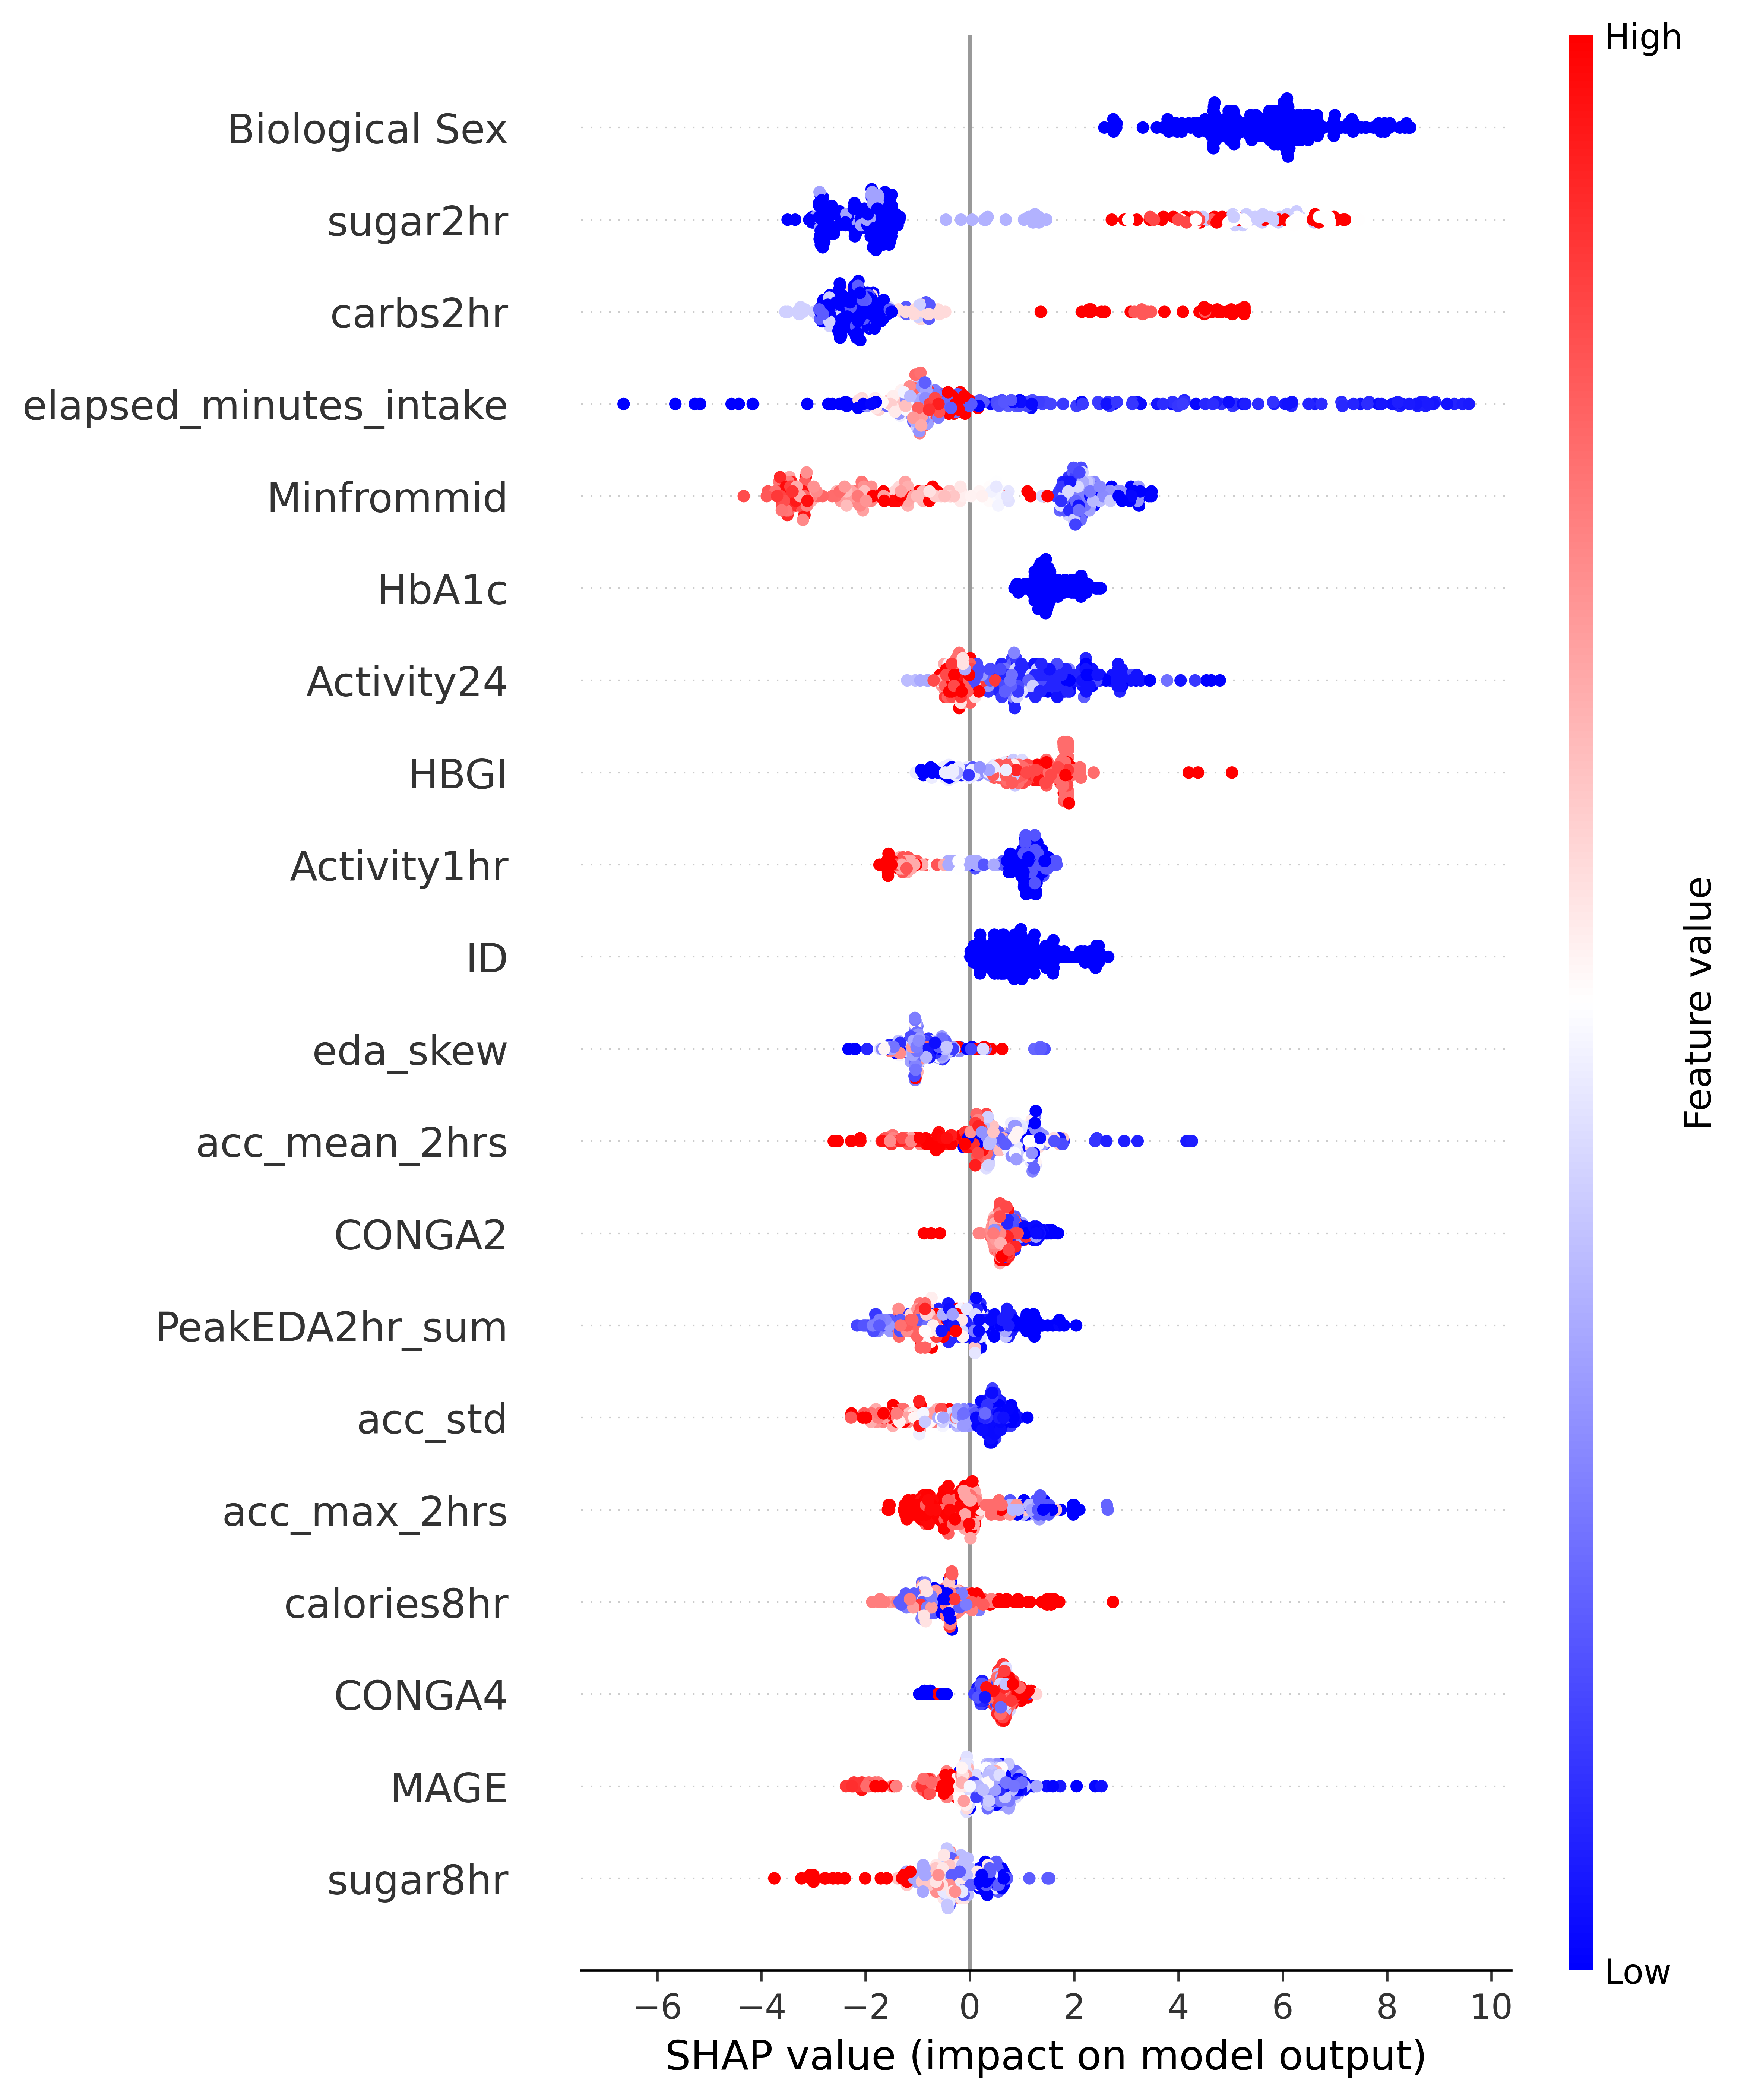 High
Biological Sex
sugar2hr
carbs2hr
elapsed_minutes_intake
Minfrommid
HbA1c
Activity24
HBGI
Activity1hr
ID
eda_skew
acc_mean_2hrs
CONGA2
PeakEDA2hr_sum
acc_std
acc_max_2hrs
calories8hr
CONGA4
MAGE
sugar8hr
Feature value
Low
−6 −4 −2 0 2 4 6 8 10
SHAP value (impact on model output)